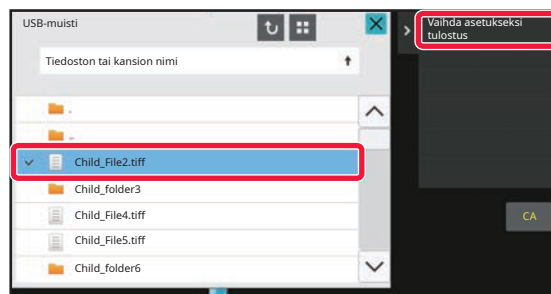 USB-muisti
Vaihda asetukseksi
tulostus
Tiedoston tai kansion nimi
.
..
Child_File2.tiff
Child_folder3
Child_File4.tiff
Child_File5.tiff
Child_folder6
CA